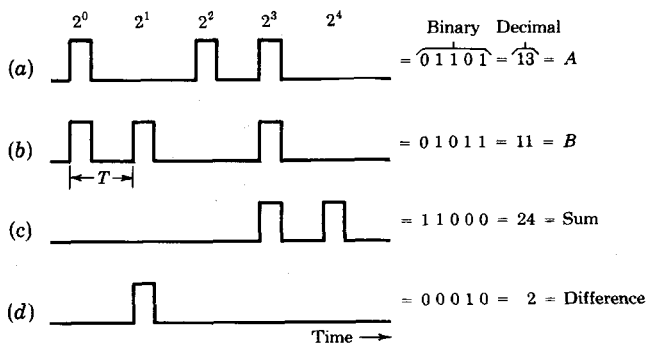 2⁰ 2¹ 2² 2³ 2⁴ Binary Decimal
(a) = 0 1 1 0 1 = 13 = A
(b) = 0 1 0 1 1 = 11 = B
T
(c) = 1 1 0 0 0 = 24 = Sum
(d) = 0 0 0 1 0 = 2 = Difference
Time